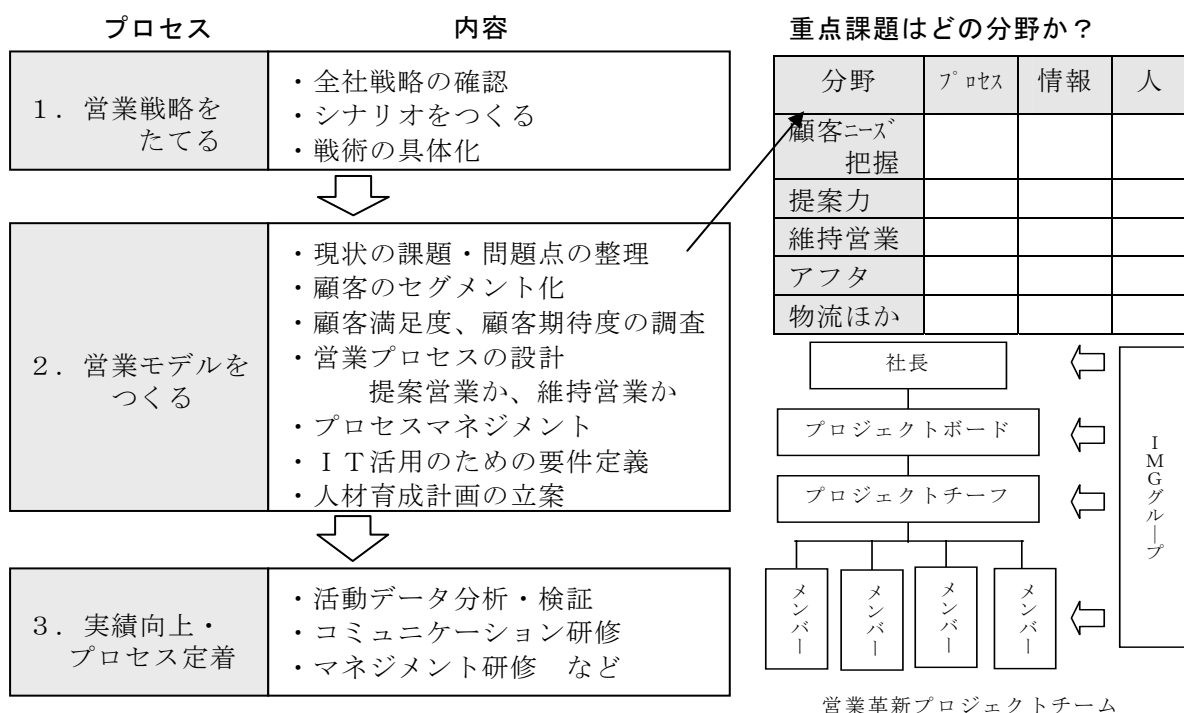 プロセス
内容
１．営業戦略を
たてる
・全社戦略の確認
・シナリオをつくる
・戦術の具体化
２．営業モデルを
つくる
・現状の課題・問題点の整理
・顧客のセグメント化
・顧客満足度、顧客期待度の調査
・営業プロセスの設計
提案営業か、維持営業か
・プロセスマネジメント
・ＩＴ活用のための要件定義
・人材育成計画の立案
３．実績向上・
プロセス定着
・活動データ分析・検証
・コミュニケーション研修
・マネジメント研修　など
重点課題はどの分野か？
分野 ﾌﾟﾛｾｽ 情報 人
顧客ﾆｰｽﾞ
把握
提案力
維持営業
アフタ
物流ほか
社長
プロジェクトボード
プロジェクトチーフ
メンバー
メンバー
メンバー
メンバー
ＩＭＧグループ
営業革新プロジェクトチーム